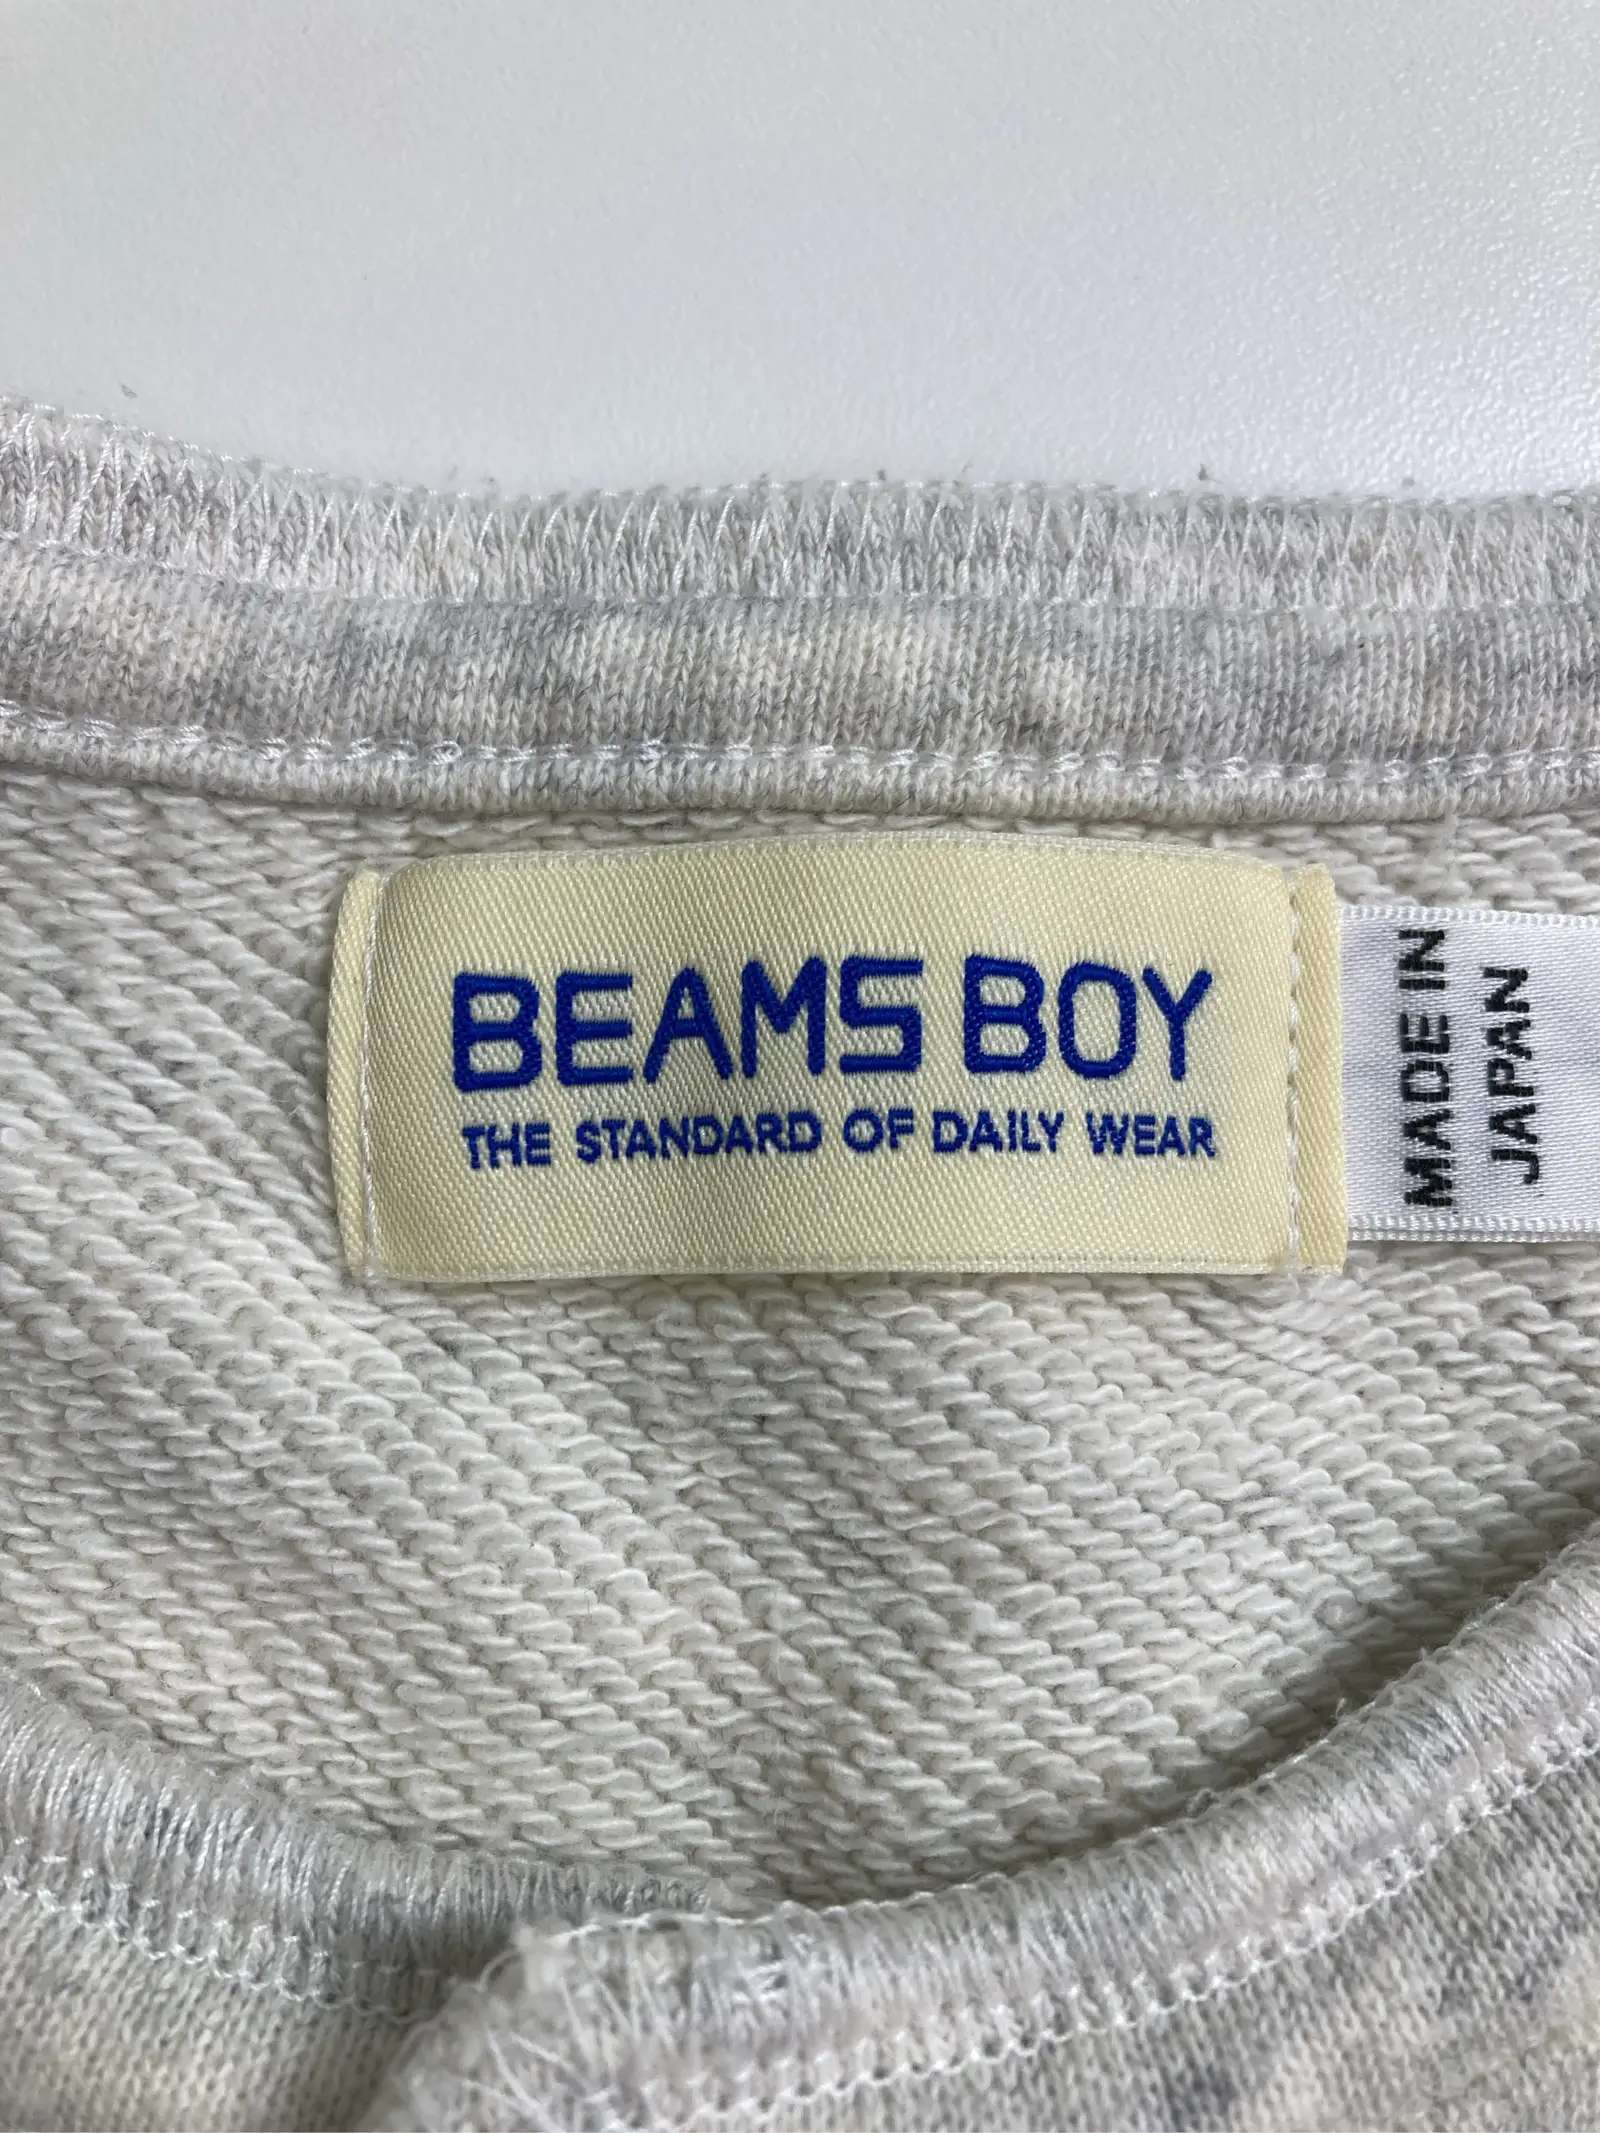 BEAMS BOY
THE STANDARD OF DAILY WEAR
MADE IN
JAPAN